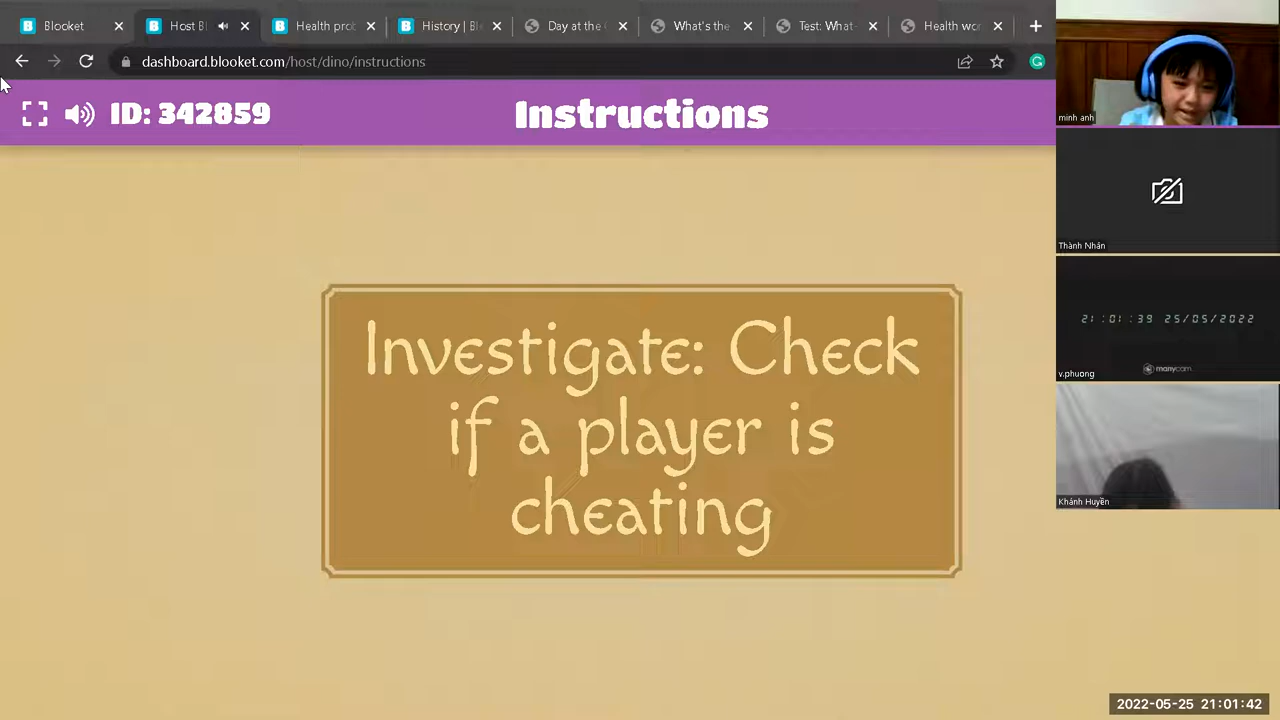 Blooket
Host Bl
Health pro
History | Bl
Day at the
What's the
Test: What
Health wor
dashboard.blooket.com/host/dino/instructions
ID: 342859
Instructions
Investigate: Check
if a player is
cheating
minh anh
Thành Nhân
21:01:39 25/05/2022
manycam
v.phuong
Khánh Huyền
2022-05-25 21:01:42